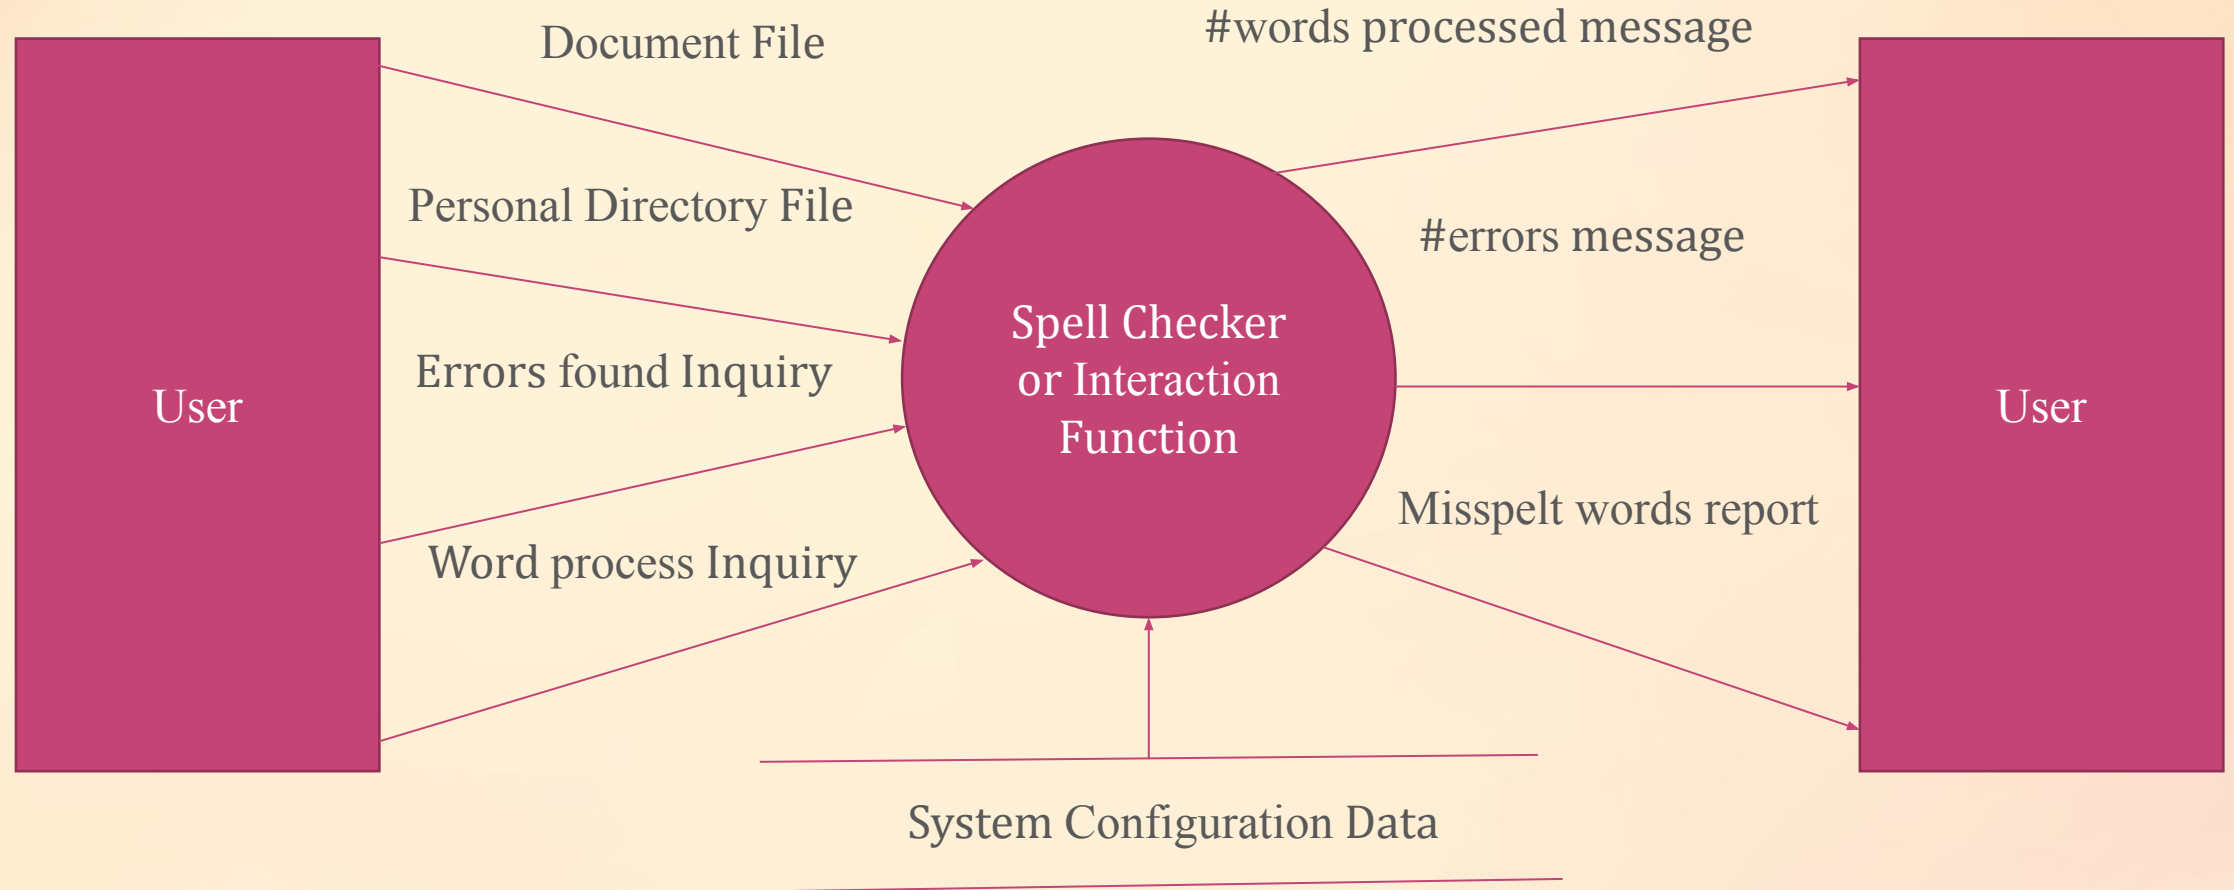 Document File
#words processed message
Personal Directory File
#errors message
Errors found Inquiry
Spell Checker
or Interaction
Function
User
User
Misspelt words report
Word process Inquiry
System Configuration Data